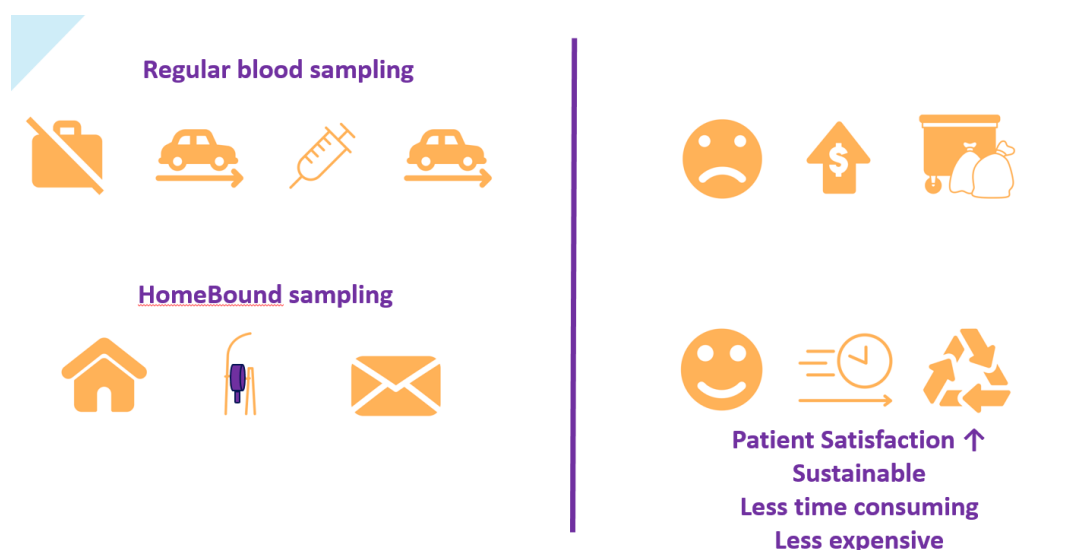 Regular blood sampling
$
HomeBound sampling
Patient Satisfaction ↑
Sustainable
Less time consuming
Less expensive